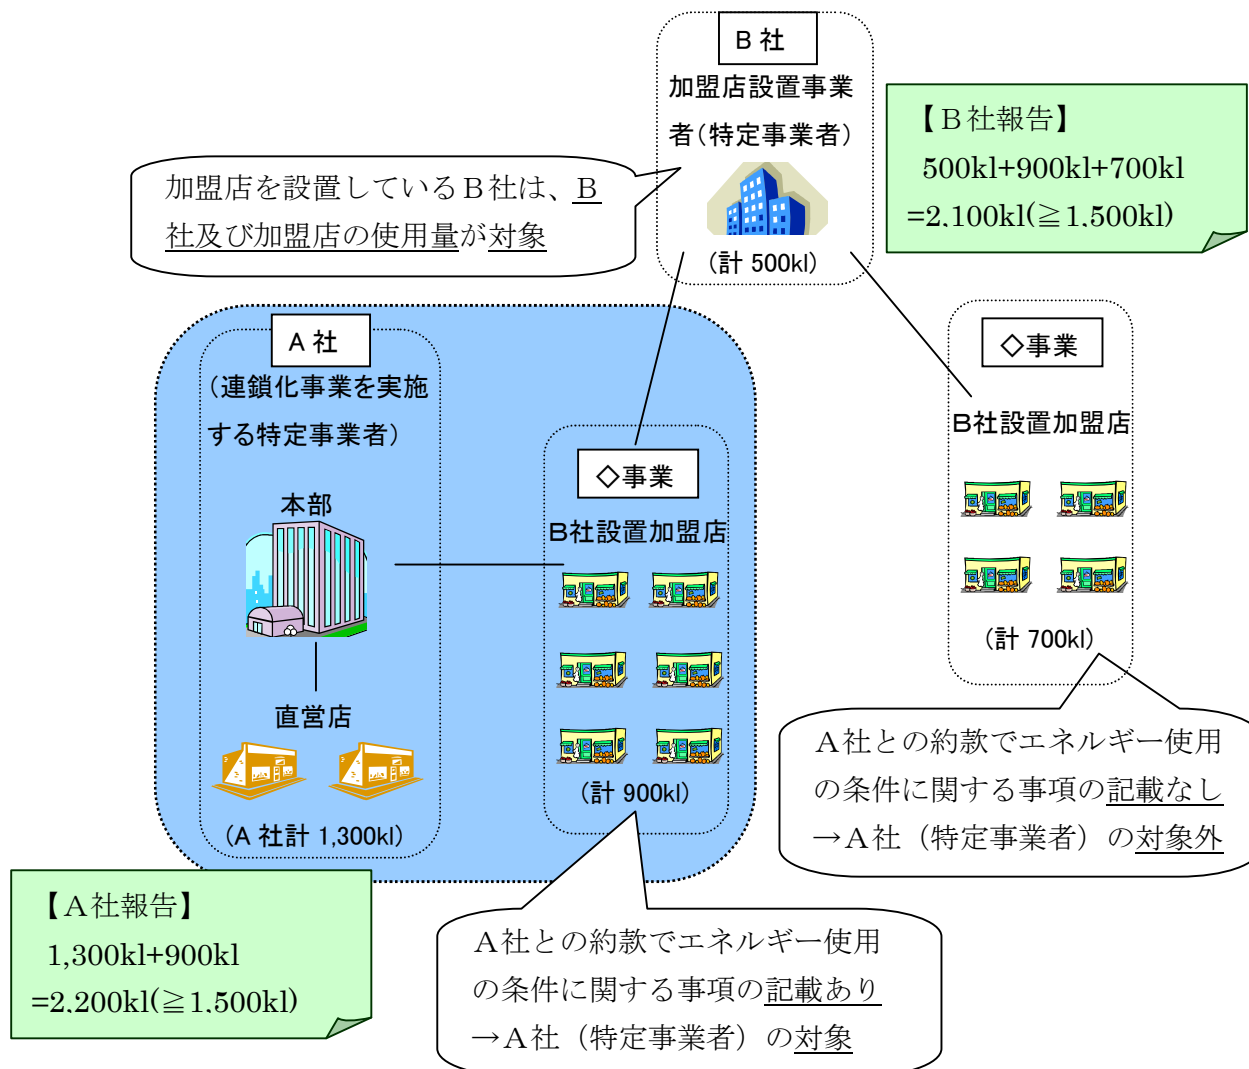 B 社
加盟店設置事業
者（特定事業者）
(計 500kl)
【Ｂ社報告】
500kl+900kl+700kl
=2,100kl(≧1,500kl)
加盟店を設置しているＢ社は、Ｂ
社及び加盟店の使用量が対象
A 社
（連鎖化事業を実施
する特定事業者）
本部
直営店
(A 社計 1,300kl)
◇事業
B社設置加盟店
(計 900kl)
◇事業
B社設置加盟店
(計 700kl)
Ａ社との約款でエネルギー使用
の条件に関する事項の記載なし
→Ａ社（特定事業者）の対象外
【Ａ社報告】
1,300kl+900kl
=2,200kl(≧1,500kl)
Ａ社との約款でエネルギー使用
の条件に関する事項の記載あり
→Ａ社（特定事業者）の対象